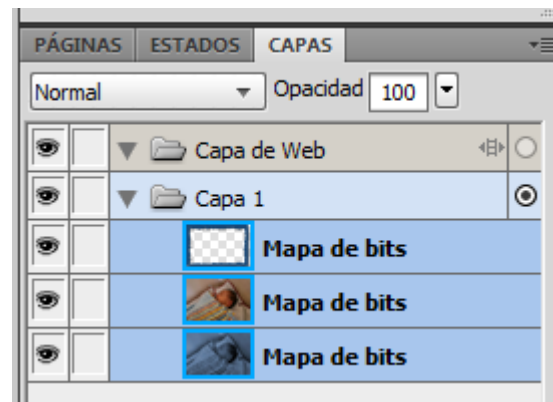 PÁGINAS ESTADOS CAPAS
Normal Opacidad 100
Capa de Web
Capa 1
Mapa de bits
Mapa de bits
Mapa de bits